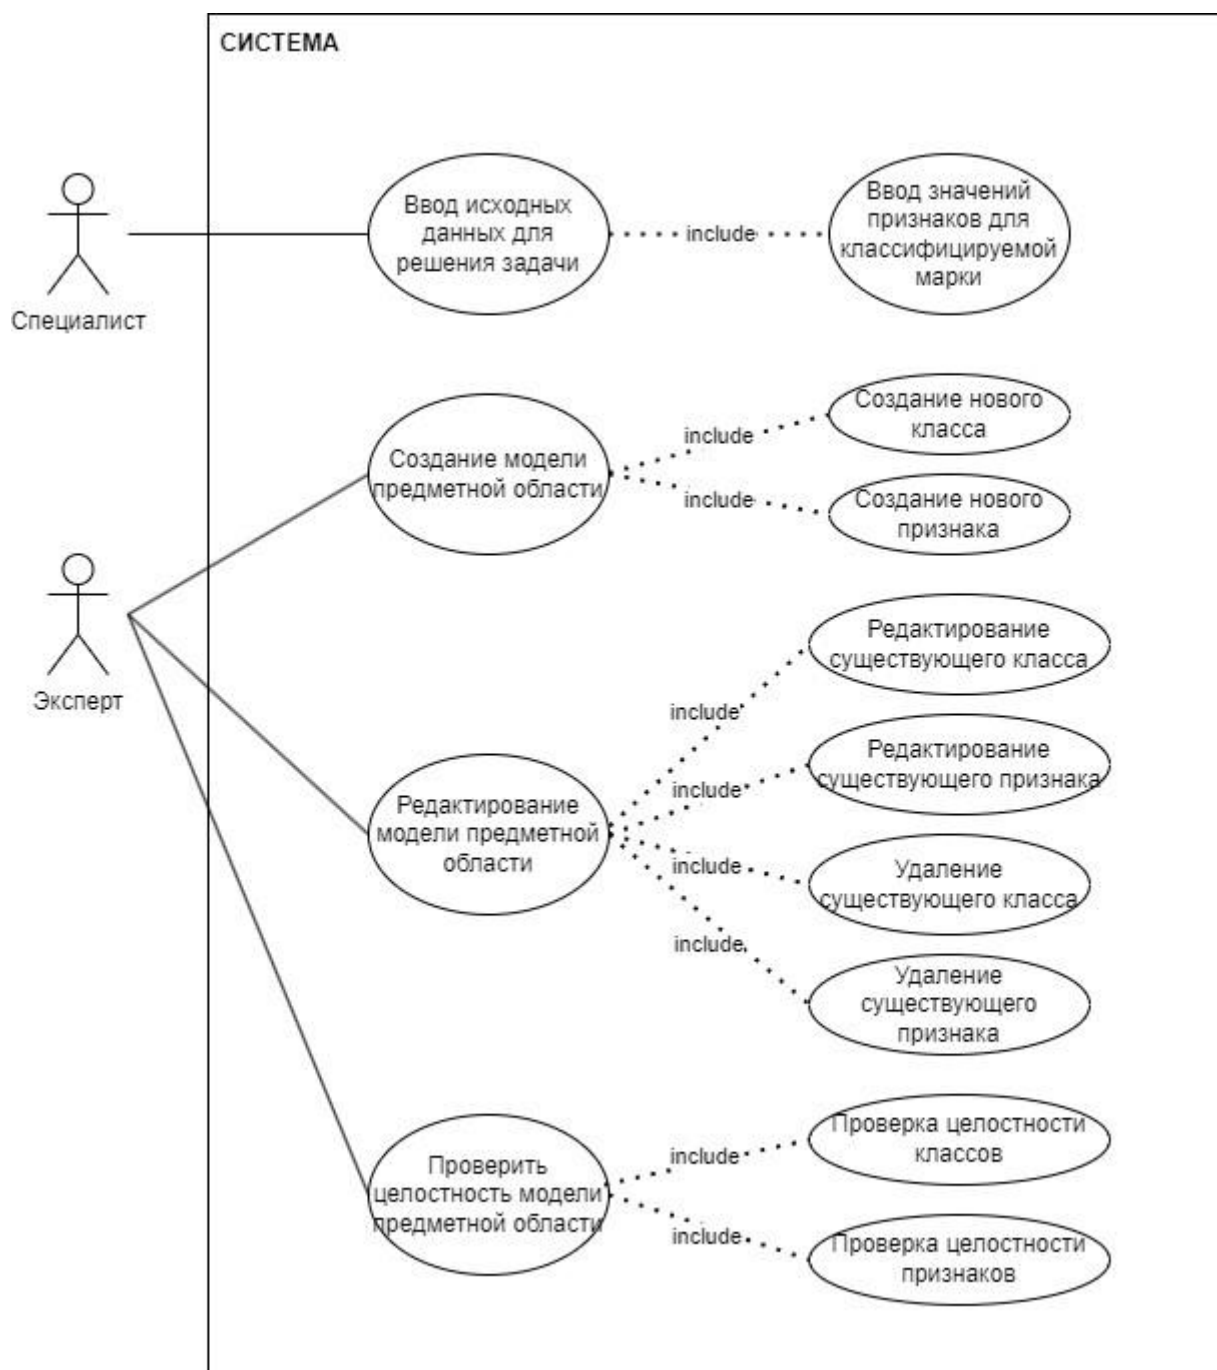 СИСТЕМА
Специалист
Ввод исходных
данных для
решения задачи
include
Ввод значений
признаков для
классифицируемой
марки
Эксперт
Создание модели
предметной области
include
Создание нового
класса
include
Создание нового
признака
Редактирование
модели предметной
области
include
Редактирование
существующего класса
include
Редактирование
существующего признака
include
Удаление
существующего класса
include
Удаление
существующего
признака
Проверить
целостность модели
предметной области
include
Проверка целостности
классов
include
Проверка целостности
признаков